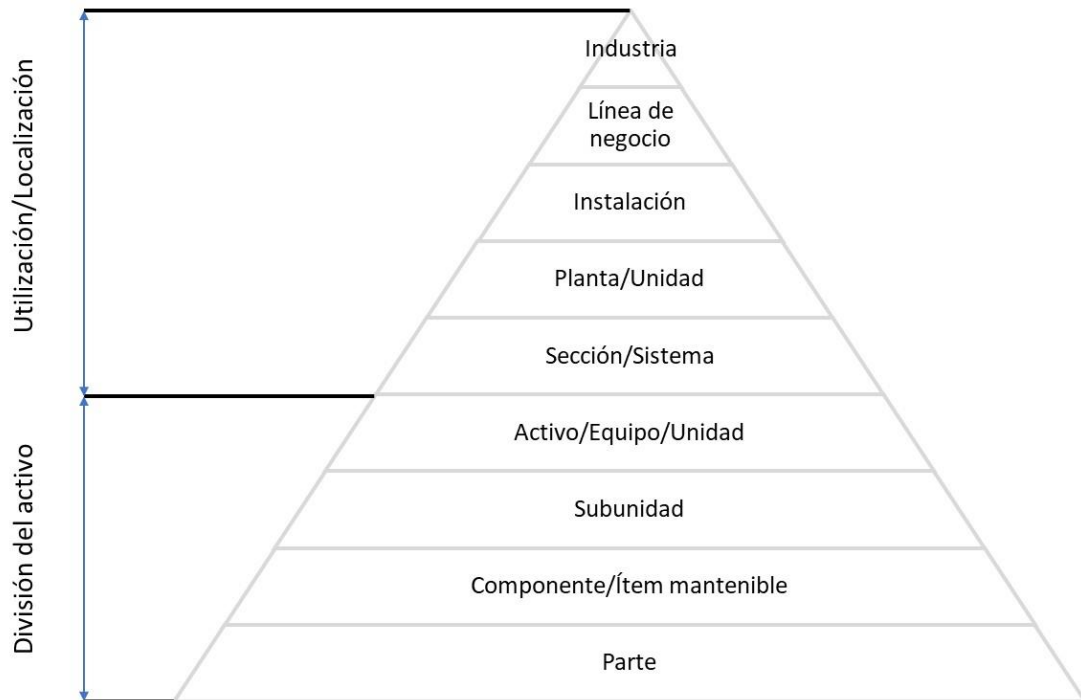 Utilización/Localización
División del activo
Industria
Línea de
negocio
Instalación
Planta/Unidad
Sección/Sistema
Activo/Equipo/Unidad
Subunidad
Componente/Ítem mantenible
Parte